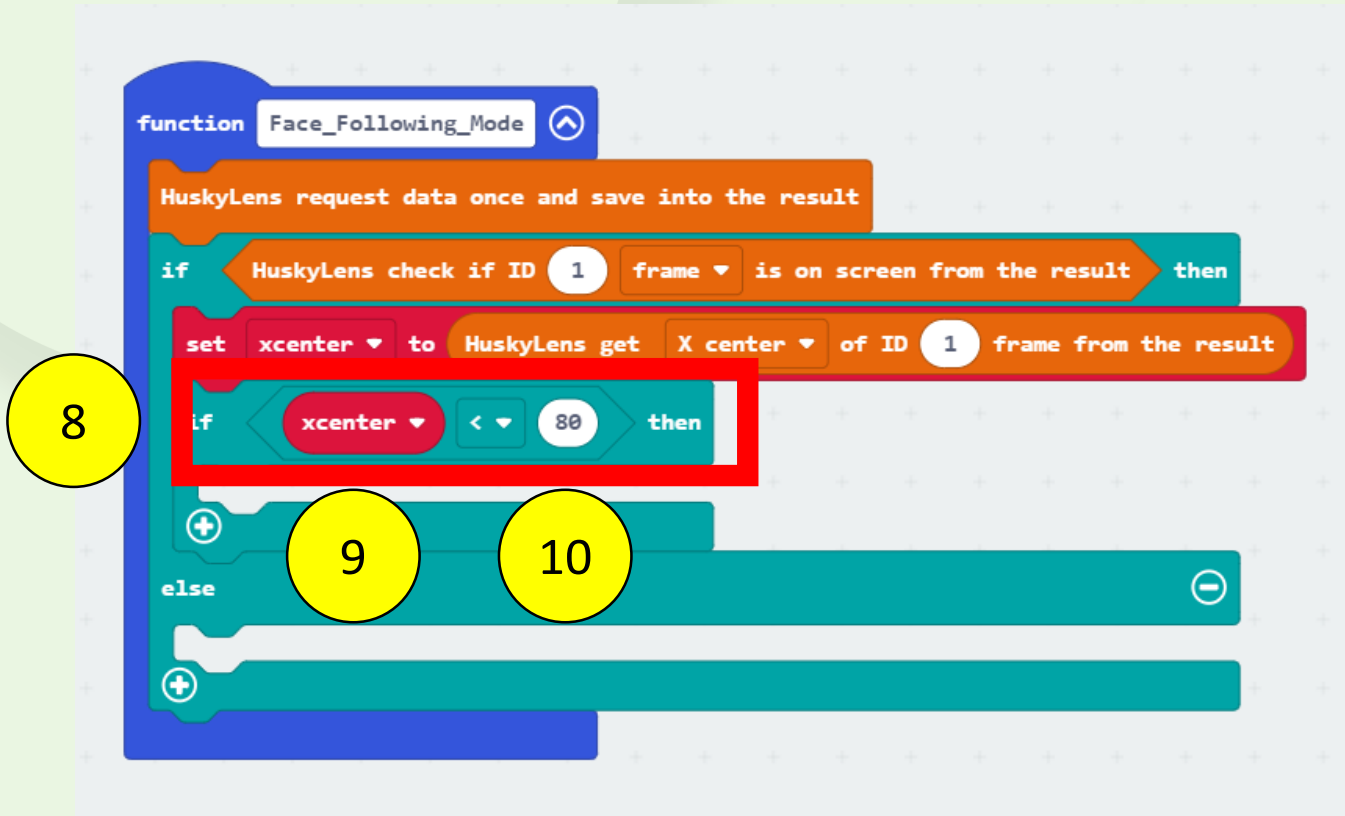 function Face_Following_Mode
HuskyLens request data once and save into the result
if HuskyLens check if ID 1 frame is on screen from the result then
set xcenter to HuskyLens get X center of ID 1 frame from the result
8
if xcenter < 80 then
9 10
else